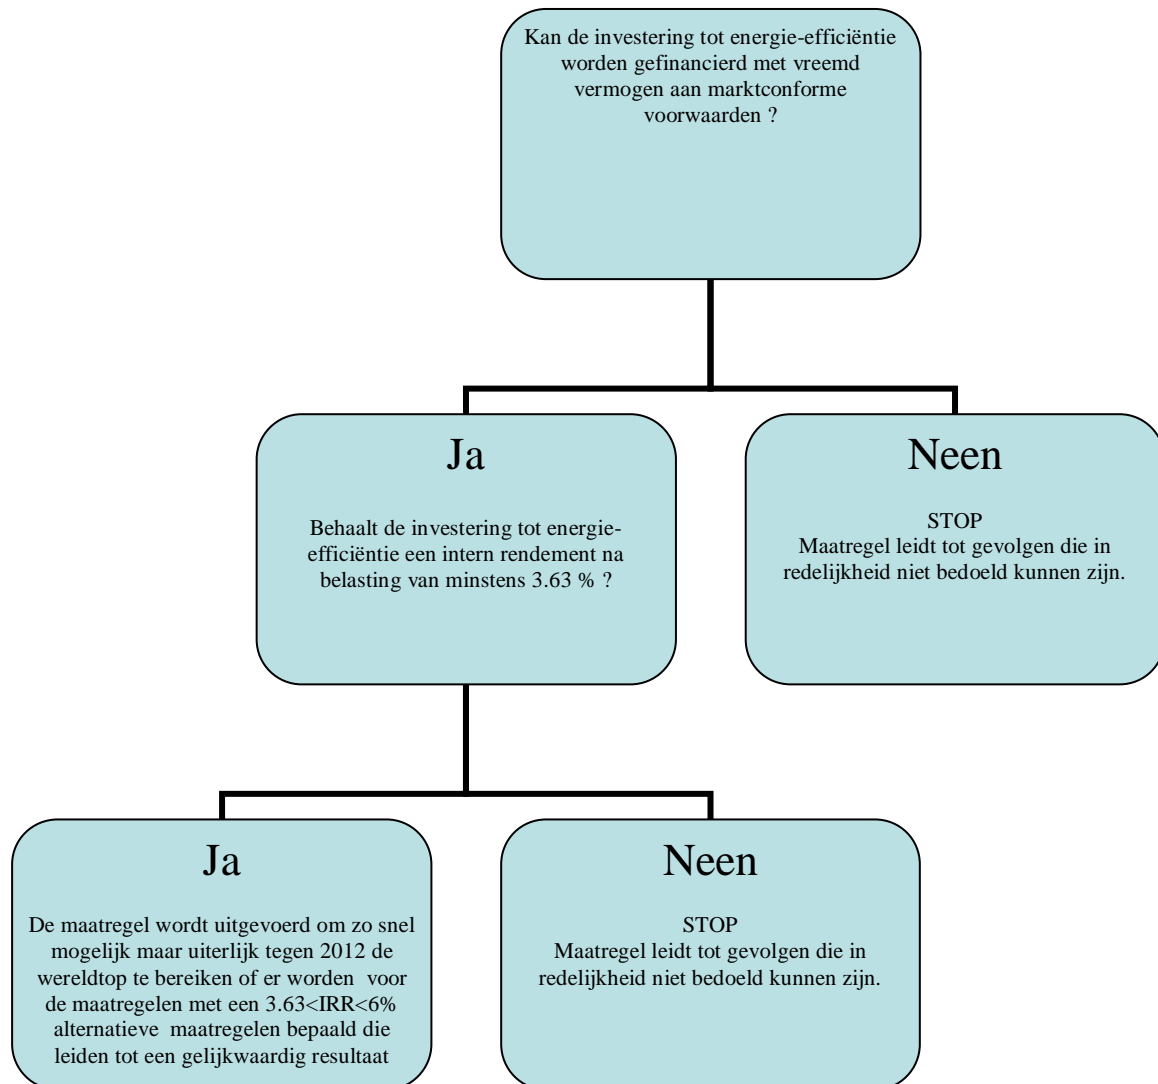 Kan de investering tot energie-efficiëntie
worden gefinancierd met vreemd
vermogen aan marktconforme
voorwaarden ?
Ja
Behaalt de investering tot energie-
efficiëntie een intern rendement na
belasting van minstens 3.63 % ?
Neen
STOP
Maatregel leidt tot gevolgen die in
redelijkheid niet bedoeld kunnen zijn.
Ja
De maatregel wordt uitgevoerd om zo snel
mogelijk maar uiterlijk tegen 2012 de
wereldtop te bereiken of er worden voor
de maatregelen met een 3.63<IRR<6%
alternatieve maatregelen bepaald die
leiden tot een gelijkwaardig resultaat
Neen
STOP
Maatregel leidt tot gevolgen die in
redelijkheid niet bedoeld kunnen zijn.